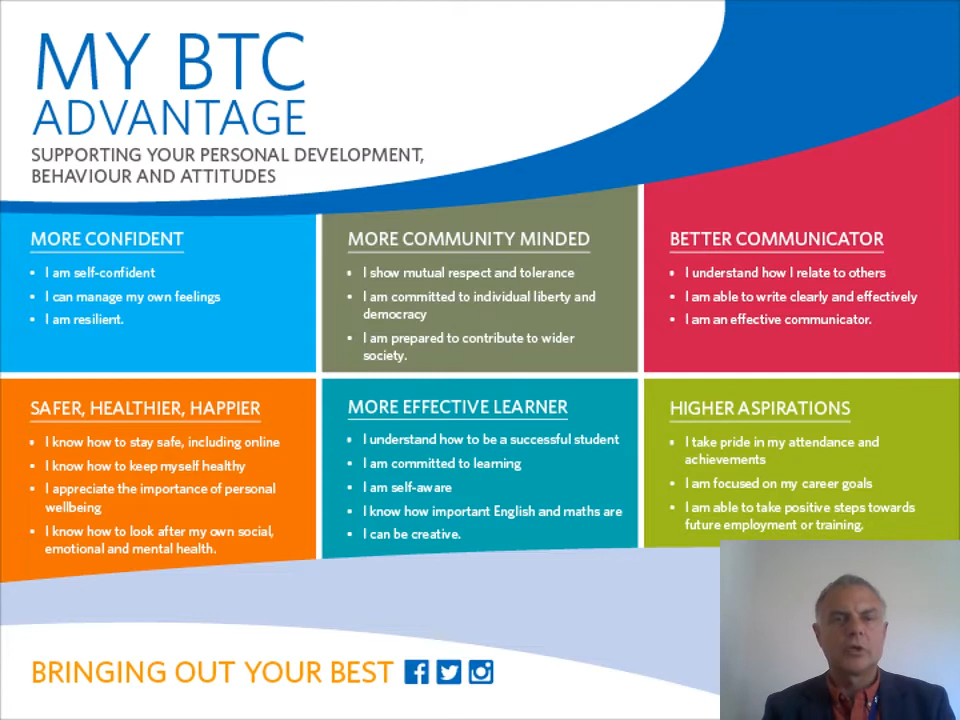 MY BTC
ADVANTAGE
SUPPORTING YOUR PERSONAL DEVELOPMENT,
BEHAVIOUR AND ATTITUDES
MORE CONFIDENT
• I am self-confident
• I can manage my own feelings
• I am resilient.
MORE COMMUNITY MINDED
• I show mutual respect and tolerance
• I am committed to individual liberty and
democracy
• I am prepared to contribute to wider
society.
BETTER COMMUNICATOR
• I understand how I relate to others
• I am able to write clearly and effectively
• I am an effective communicator.
SAFER, HEALTHIER, HAPPIER
• I know how to stay safe, including online
• I know how to keep myself healthy
• I appreciate the importance of personal
wellbeing
• I know how to look after my own social,
emotional and mental health.
MORE EFFECTIVE LEARNER
• I understand how to be a successful student
• I am committed to learning
• I am self-aware
• I know how important English and maths are
• I can be creative.
HIGHER ASPIRATIONS
• I take pride in my attendance and
achievements
• I am focused on my career goals
• I am able to take positive steps towards
future employment or training.
BRINGING OUT YOUR BEST